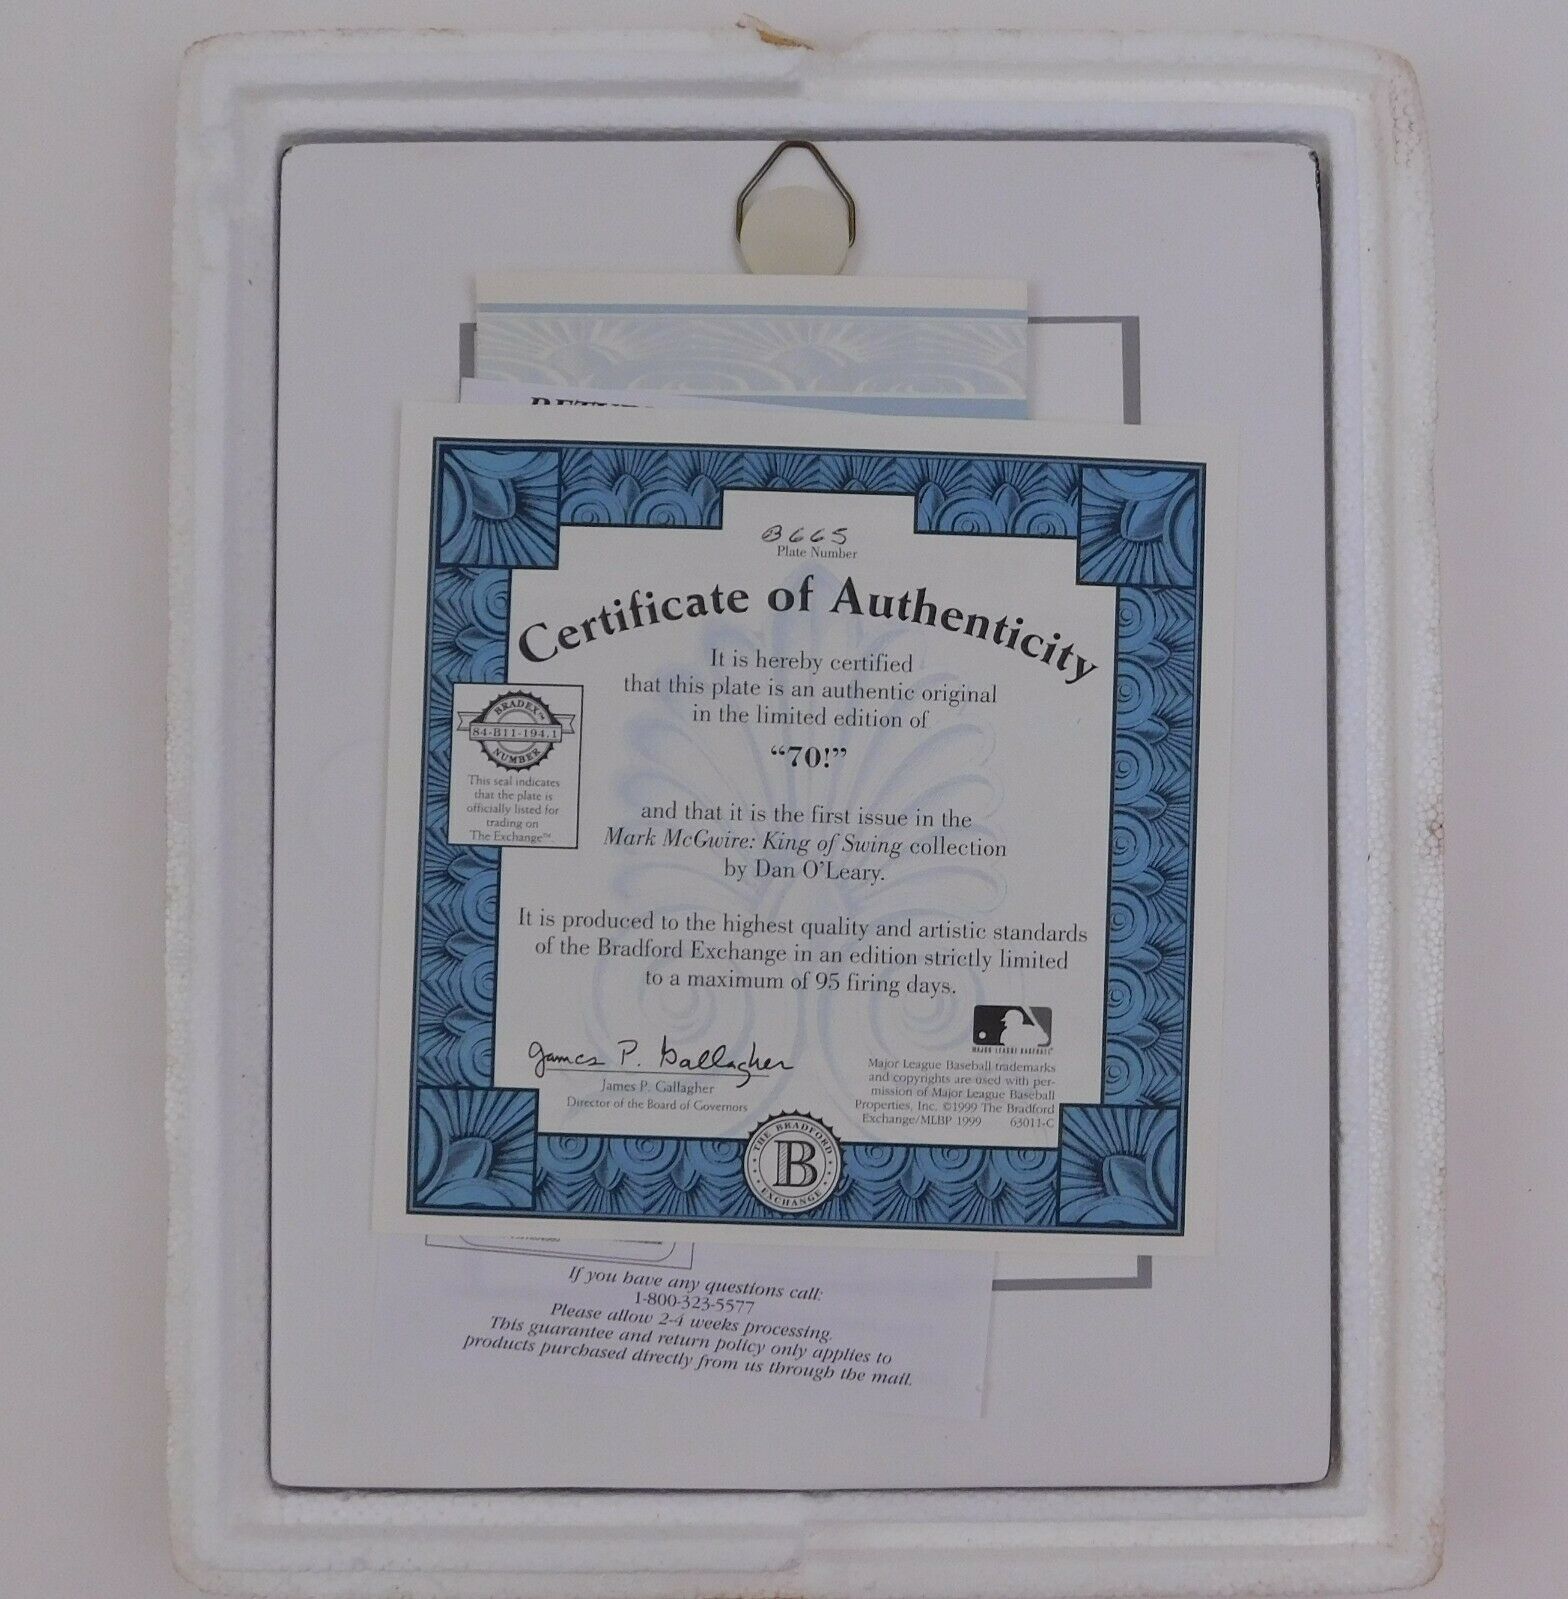 B665
Plate Number
Certificate of Authenticity
It is hereby certified
that this plate is an authentic original
in the limited edition of
“70!”
and that it is the first issue in the
Mark McGwire: King of Swing collection
by Dan O’Leary.
It is produced to the highest quality and artistic standards
of the Bradford Exchange in an edition strictly limited
to a maximum of 95 firing days.
BRADEX™
84-B11-194.1
NUMBER
This seal indicates
that the plate is
officially listed for
trading on
The Exchange™
James P. Gallagher
James P. Gallagher
Director of the Board of Governors
MAJOR LEAGUE BASEBALL
Major League Baseball trademarks
and copyrights are used with per-
mission of Major League Baseball
Properties, Inc. ©1999 The Bradford
Exchange/MLBP 1999 63011-C
THE BRADFORD
B
EXCHANGE
If you have any questions call:
1-800-323-5577
Please allow 2-4 weeks processing.
This guarantee and return policy only applies to
products purchased directly from us through the mail.